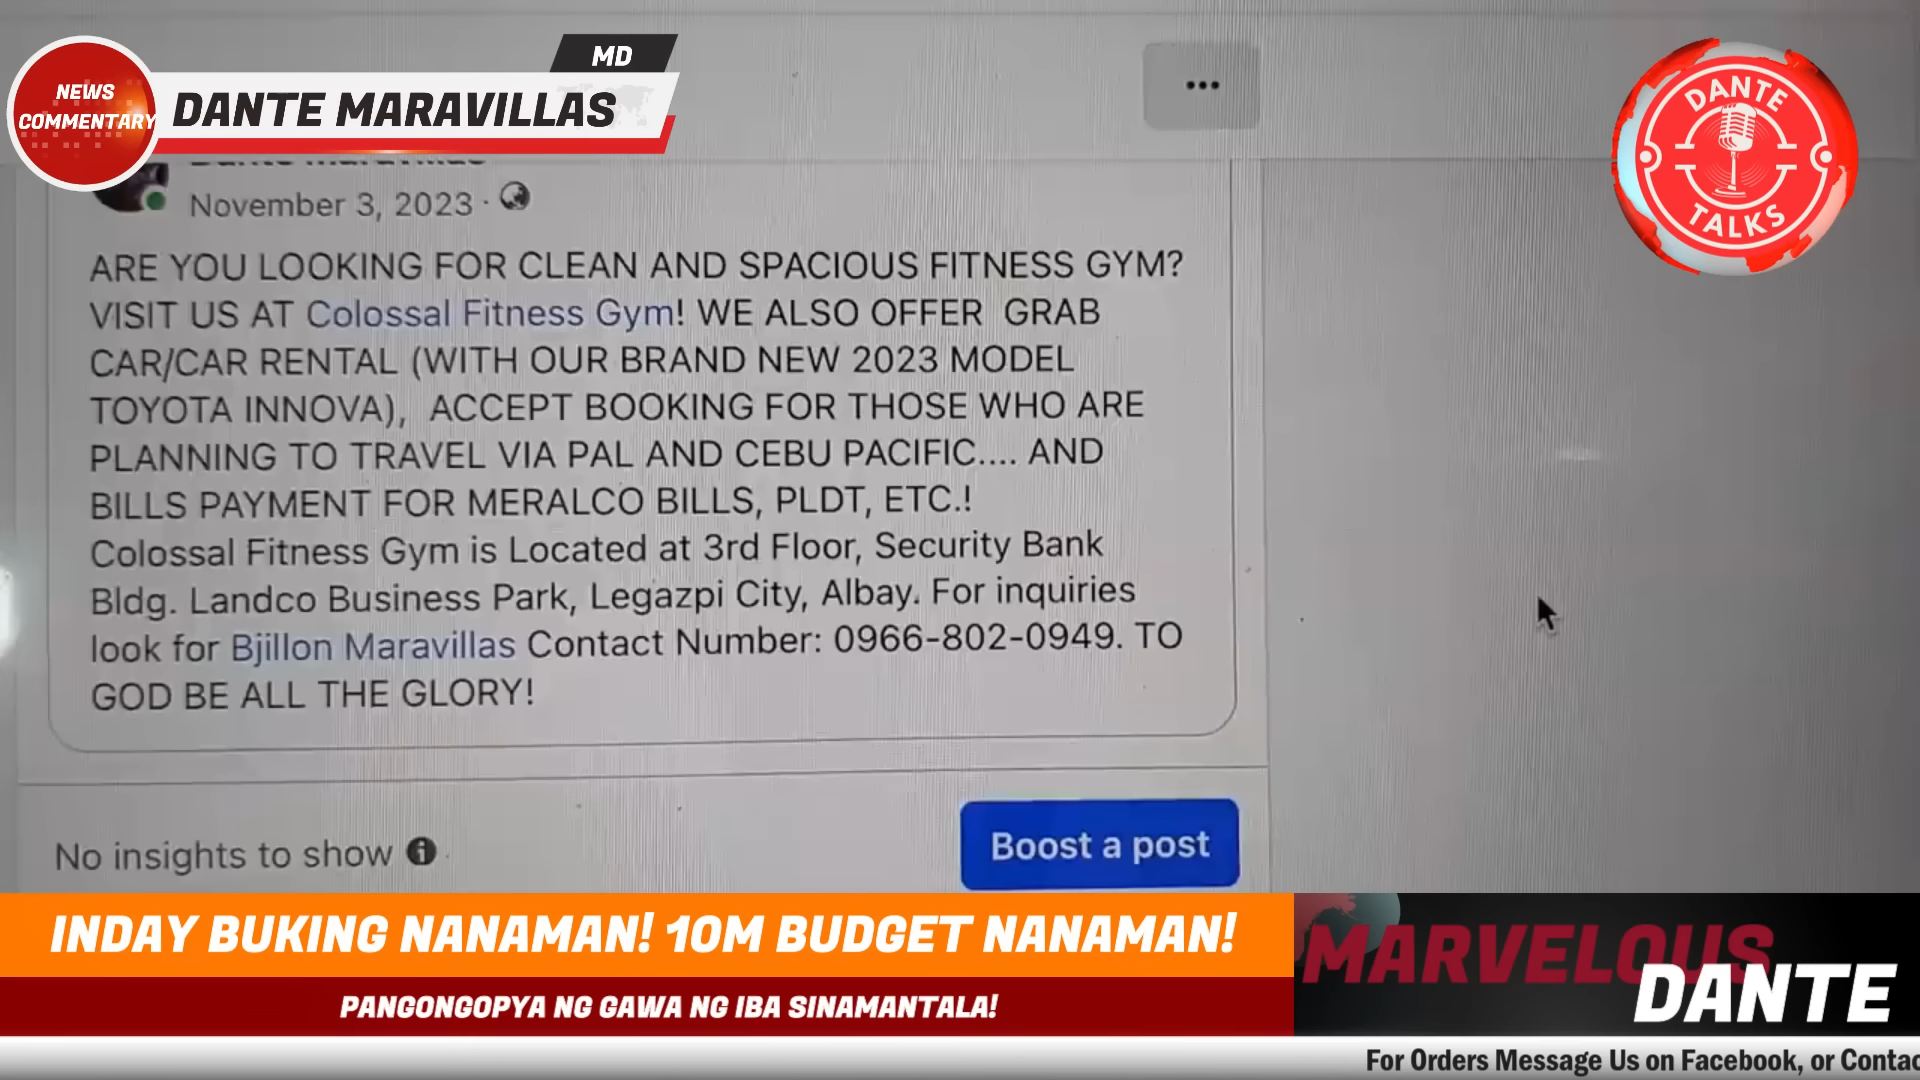 MD
NEWS
COMMENTARY
DANTE MARAVILLAS
DANTE
TALKS
November 3, 2023
ARE YOU LOOKING FOR CLEAN AND SPACIOUS FITNESS GYM?
VISIT US AT Colossal Fitness Gym! WE ALSO OFFER GRAB
CAR/CAR RENTAL (WITH OUR BRAND NEW 2023 MODEL
TOYOTA INNOVA), ACCEPT BOOKING FOR THOSE WHO ARE
PLANNING TO TRAVEL VIA PAL AND CEBU PACIFIC.... AND
BILLS PAYMENT FOR MERALCO BILLS, PLDT, ETC.!
Colossal Fitness Gym is Located at 3rd Floor, Security Bank
Bldg. Landco Business Park, Legazpi City, Albay. For inquiries
look for Bjillon Maravillas Contact Number: 0966-802-0949. TO
GOD BE ALL THE GLORY!
No insights to show
Boost a post
INDAY BUKING NANAMAN! 10M BUDGET NANAMAN!
PANGONGOPYA NG GAWA NG IBA SINAMANTALA!
MARVELOUS
DANTE
For Orders Message Us on Facebook, or Contac